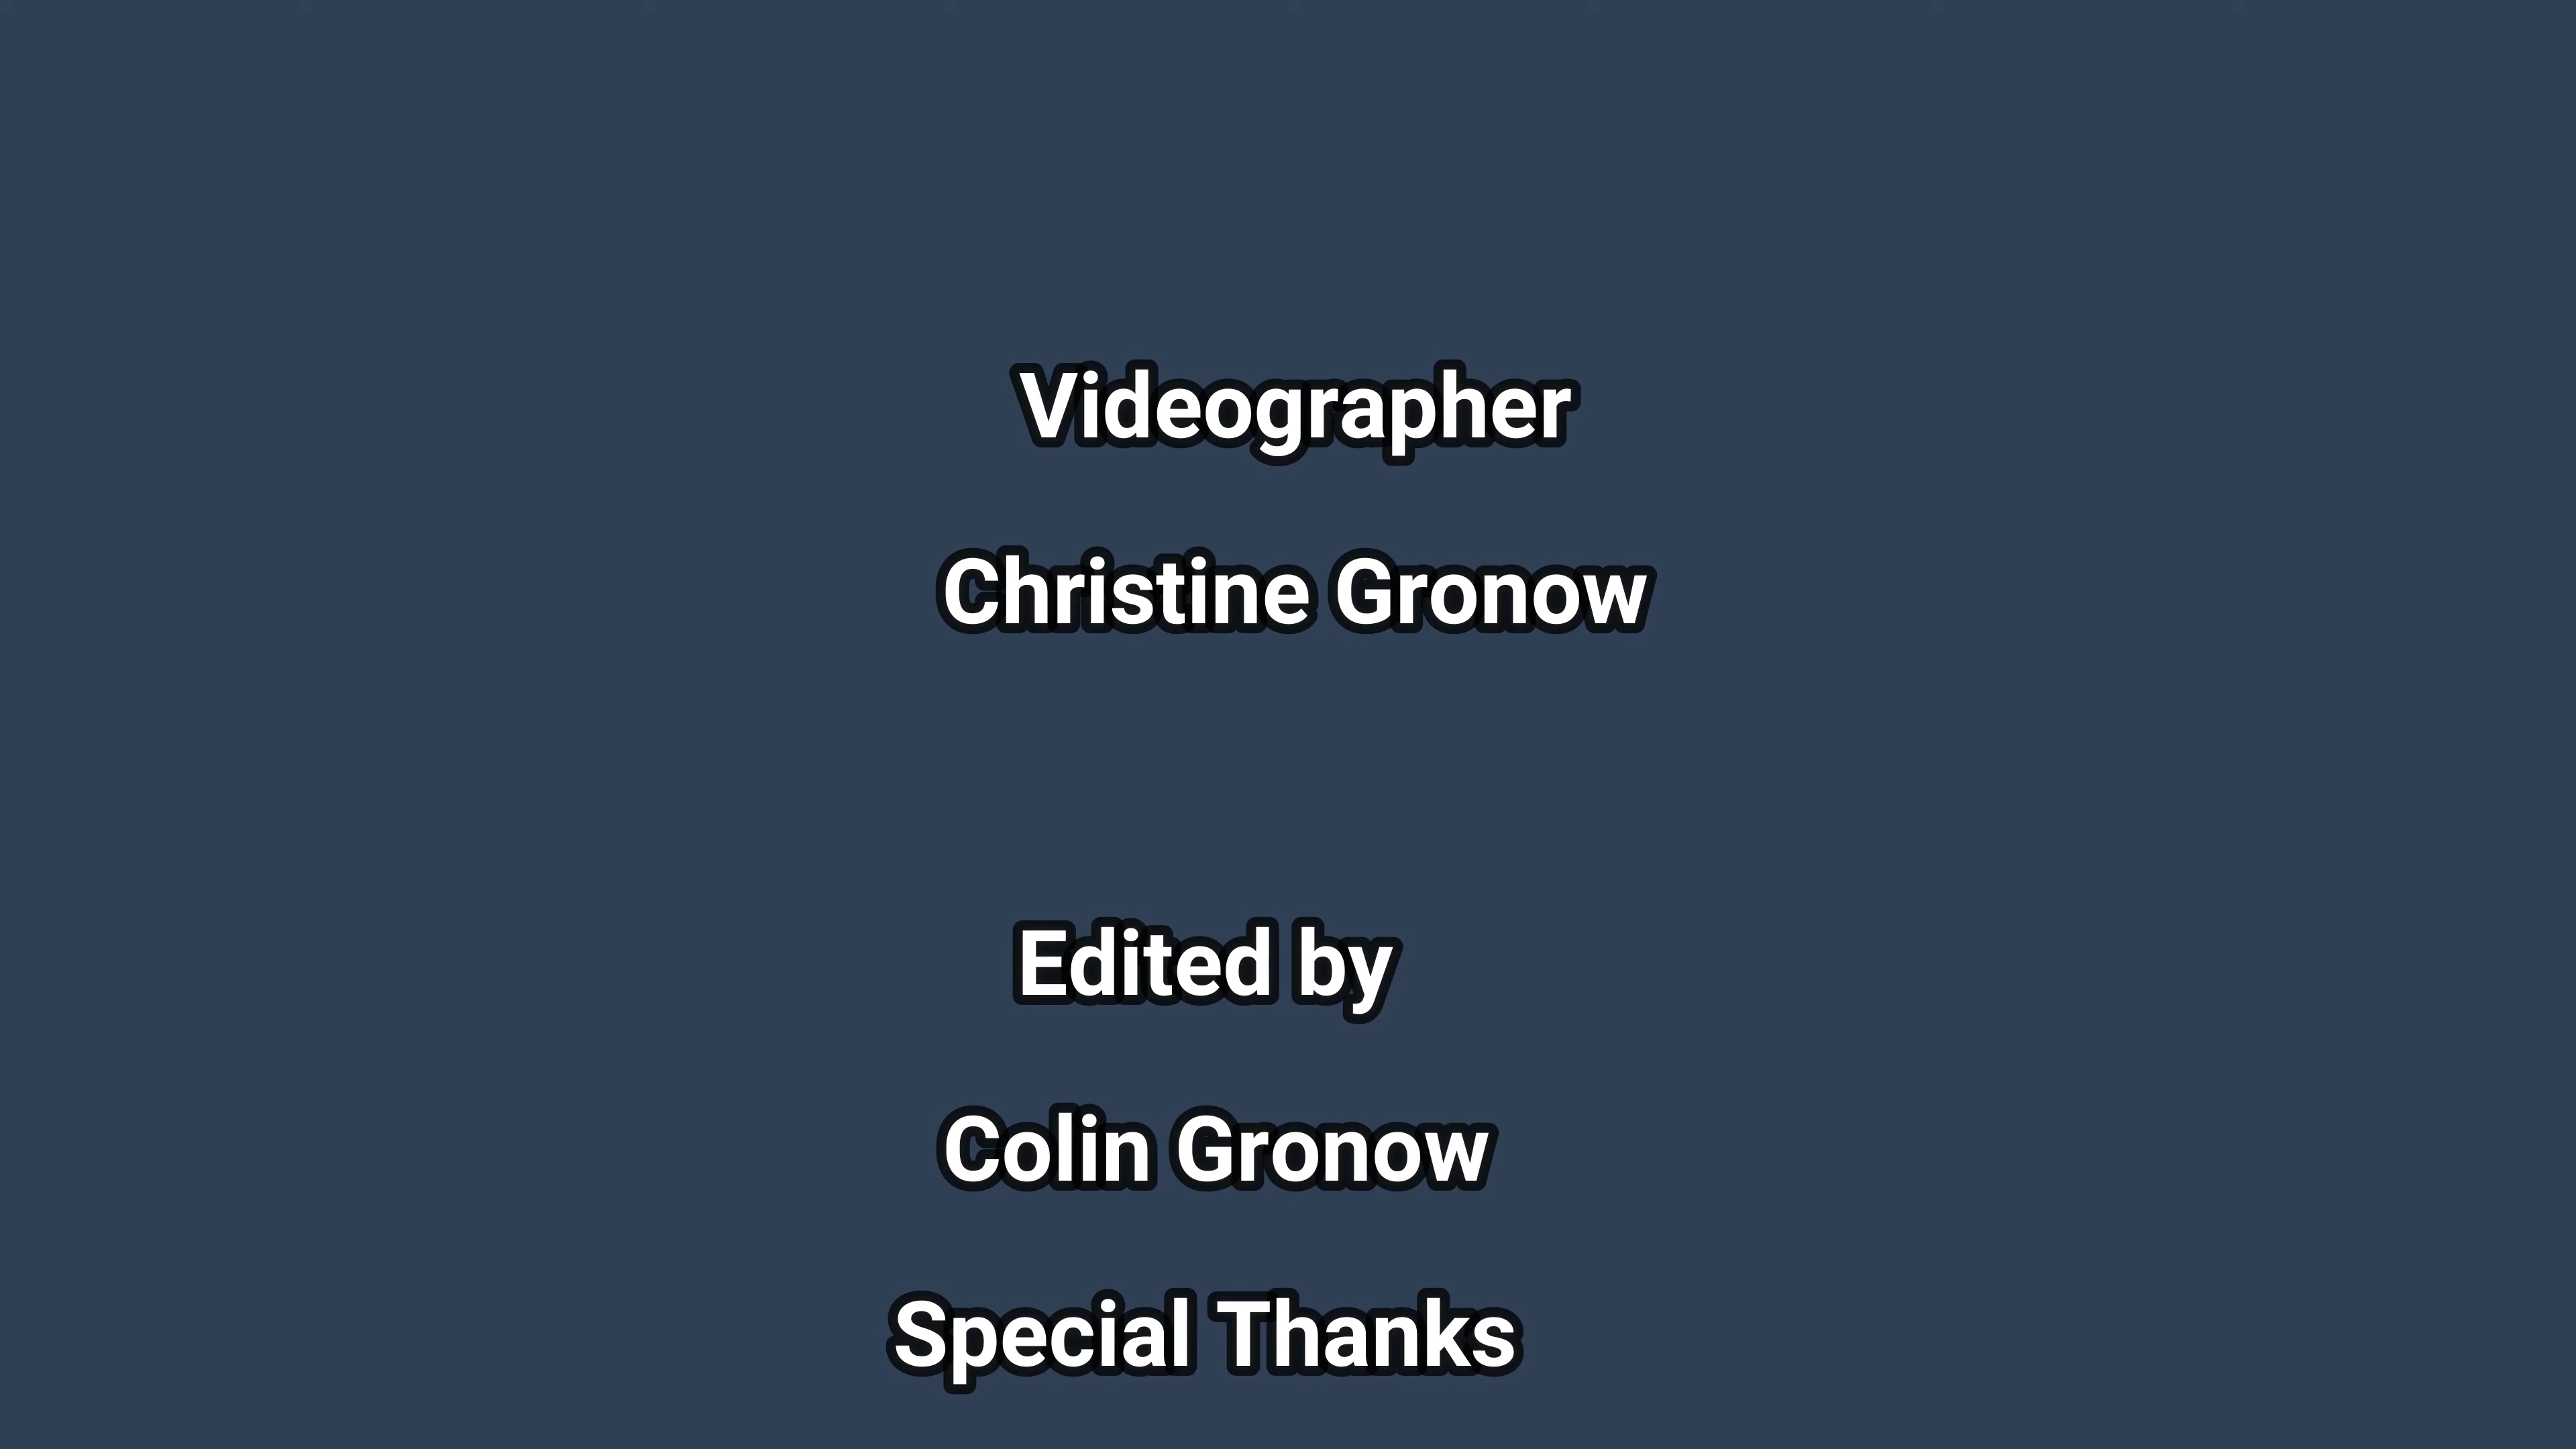 Videographer
Christine Gronow
Edited by
Colin Gronow
Special Thanks